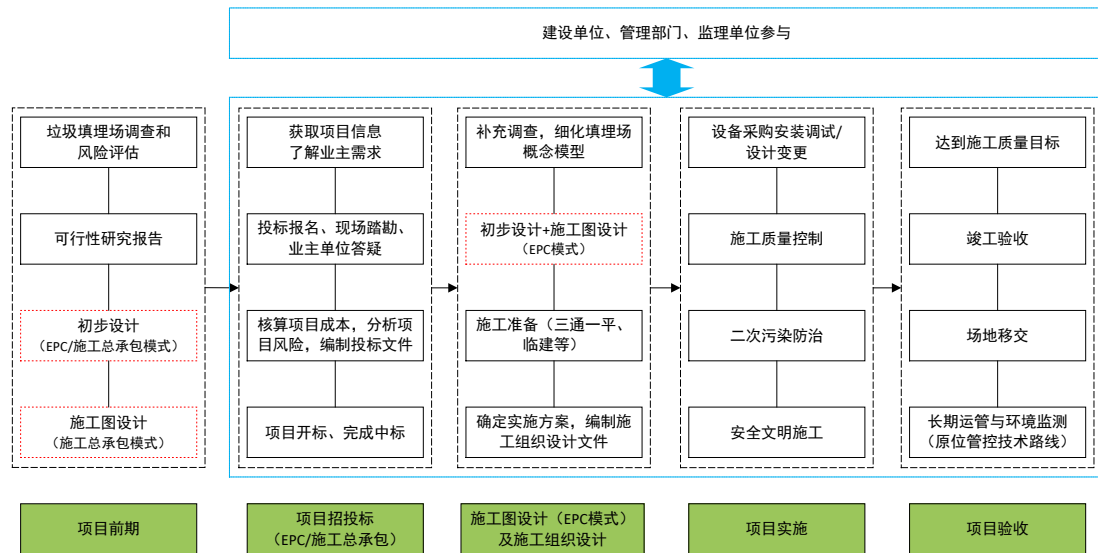 建设单位、管理部门、监理单位参与
垃圾填埋场调查和
风险评估
可行性研究报告
初步设计
（EPC/施工总承包模式）
施工图设计
（施工总承包模式）
获取项目信息
了解业主需求
投标报名、现场踏勘、
业主单位答疑
核算项目成本，分析项
目风险，编制投标文件
项目开标、完成中标
补充调查，细化填埋场
概念模型
初步设计+施工图设计
（EPC模式）
施工准备（三通一平、
临建等）
确定实施方案，编制施
工组织设计文件
设备采购安装调试/
设计变更
施工质量控制
二次污染防治
安全文明施工
达到施工质量目标
竣工验收
场地移交
长期运管与环境监测
（原位管控技术路线）
项目前期
项目招投标
（EPC/施工总承包）
施工图设计（EPC模式）
及施工组织设计
项目实施
项目验收